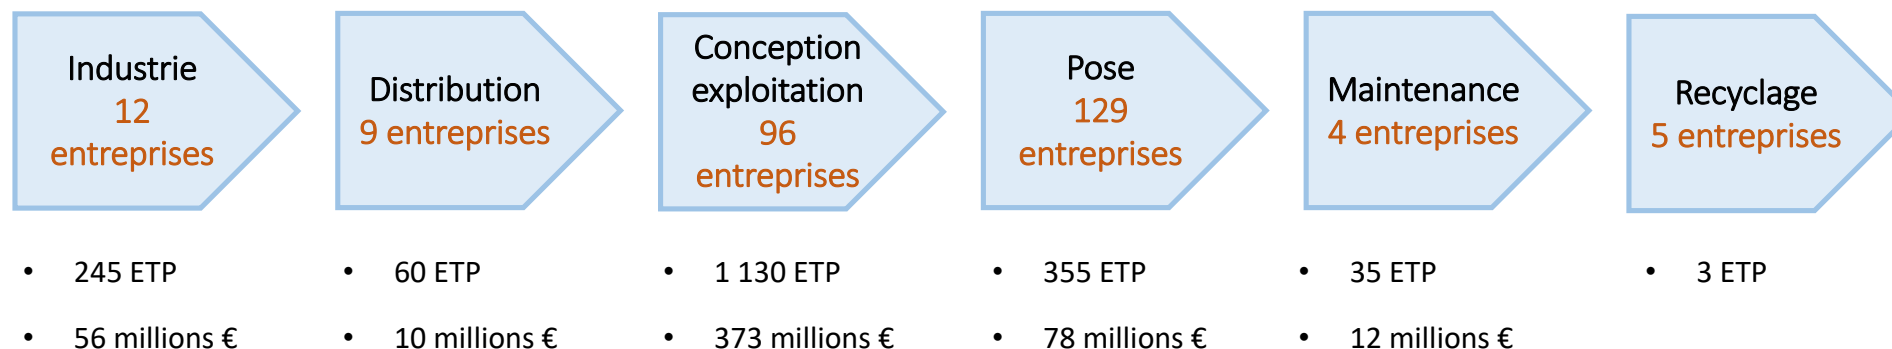 Industrie
12
entreprises
Distribution
9 entreprises
Conception
exploitation
96
entreprises
Pose
129
entreprises
Maintenance
4 entreprises
Recyclage
5 entreprises
• 245 ETP
• 56 millions €
• 60 ETP
• 10 millions €
• 1 130 ETP
• 373 millions €
• 355 ETP
• 78 millions €
• 35 ETP
• 12 millions €
• 3 ETP